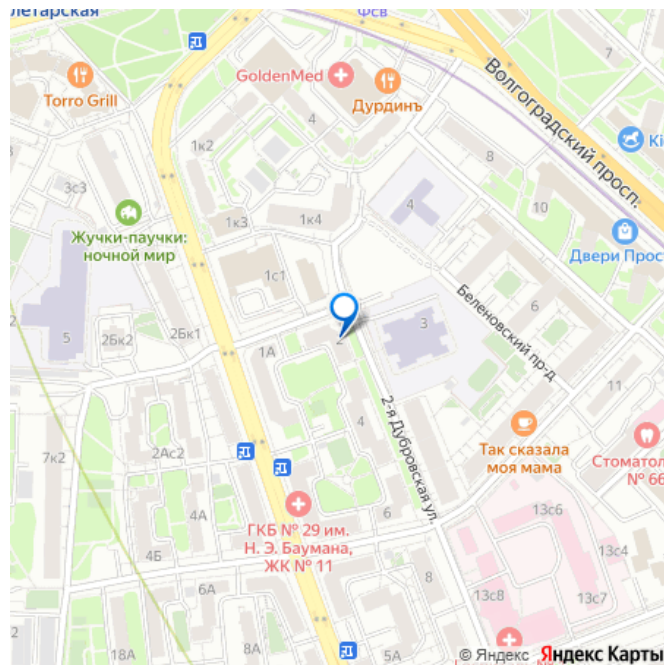 летарская
ФСБ
GoldenMed
Torro Grill
Дурдинъ
Волгоградский просп.
4
7
1к2
8
3с3
4
Жучки-паучки:
ночной мир
1к3
1к4
10
Двери Прос
1с1
5
2Бк1
2Бк2
3
Беленовский пр-д
6
1А
2
11
2-я Дубровская ул.
2Ас2
4
Так сказала
моя мама
Стоматол
№ 66
7к2
4А
ГКБ № 29 им.
Н. Э. Баумана,
ЖК № 11
6
13с6
4Б
13с4
6А
8
13с8
13с7
18А
8А
5А
© Яндекс Яндекс Карты